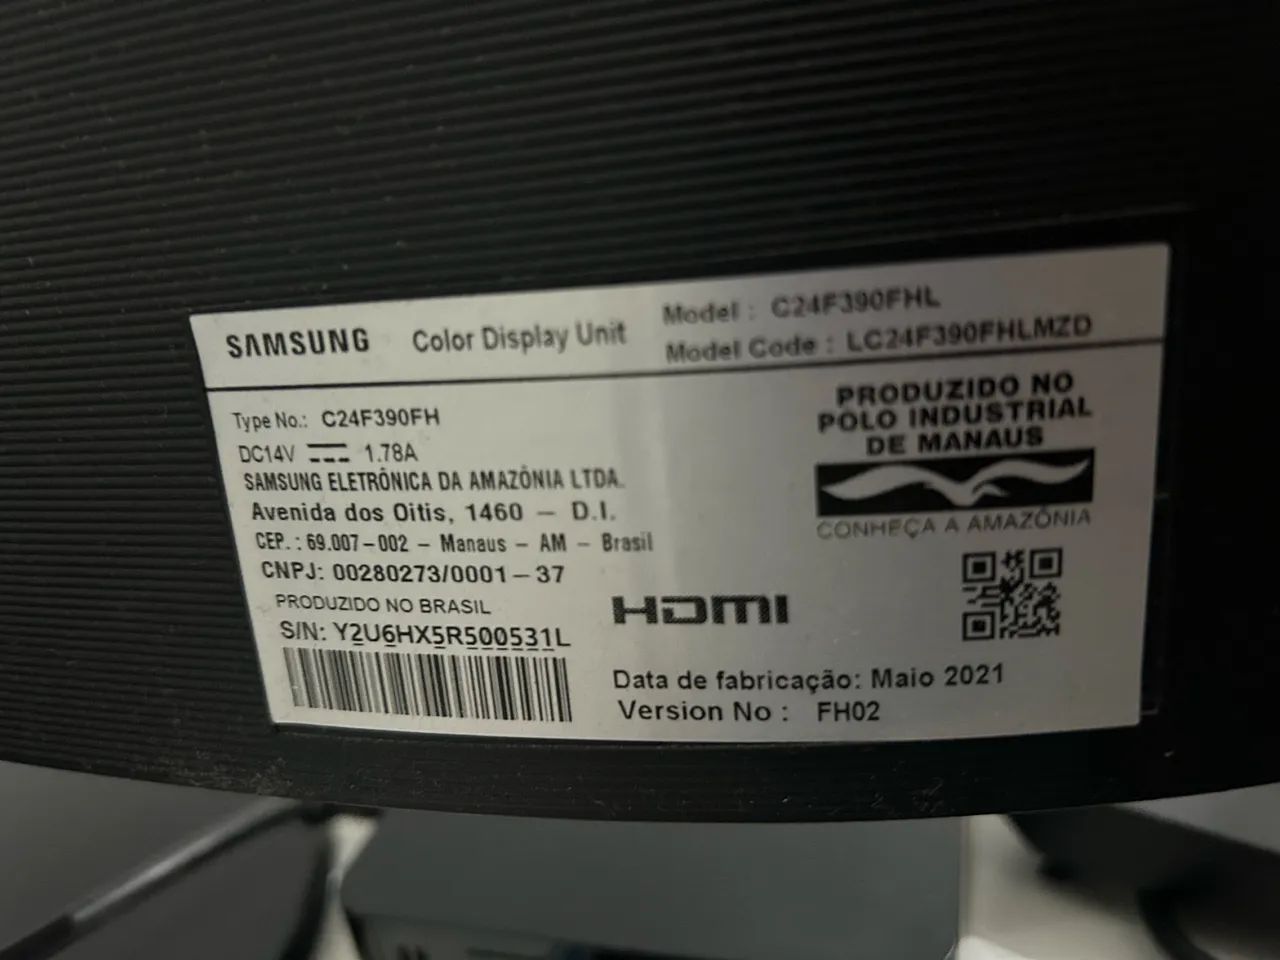 SAMSUNG Color Display Unit
Model : C24F390FHL
Model Code : LC24F390FHLMZD
Type No.: C24F390FH
DC14V 1.78A
SAMSUNG ELETRÔNICA DA AMAZÔNIA LTDA.
Avenida dos Oitis, 1460 – D.I.
CEP.: 69.007-002 – Manaus – AM – Brasil
CNPJ: 00280273/0001-37
PRODUZIDO NO BRASIL
S/N: Y2U6HX5R500531L
PRODUZIDO NO
POLO INDUSTRIAL
DE MANAUS
CONHEÇA A AMAZÔNIA
HDMI
Data de fabricação: Maio 2021
Version No : FH02